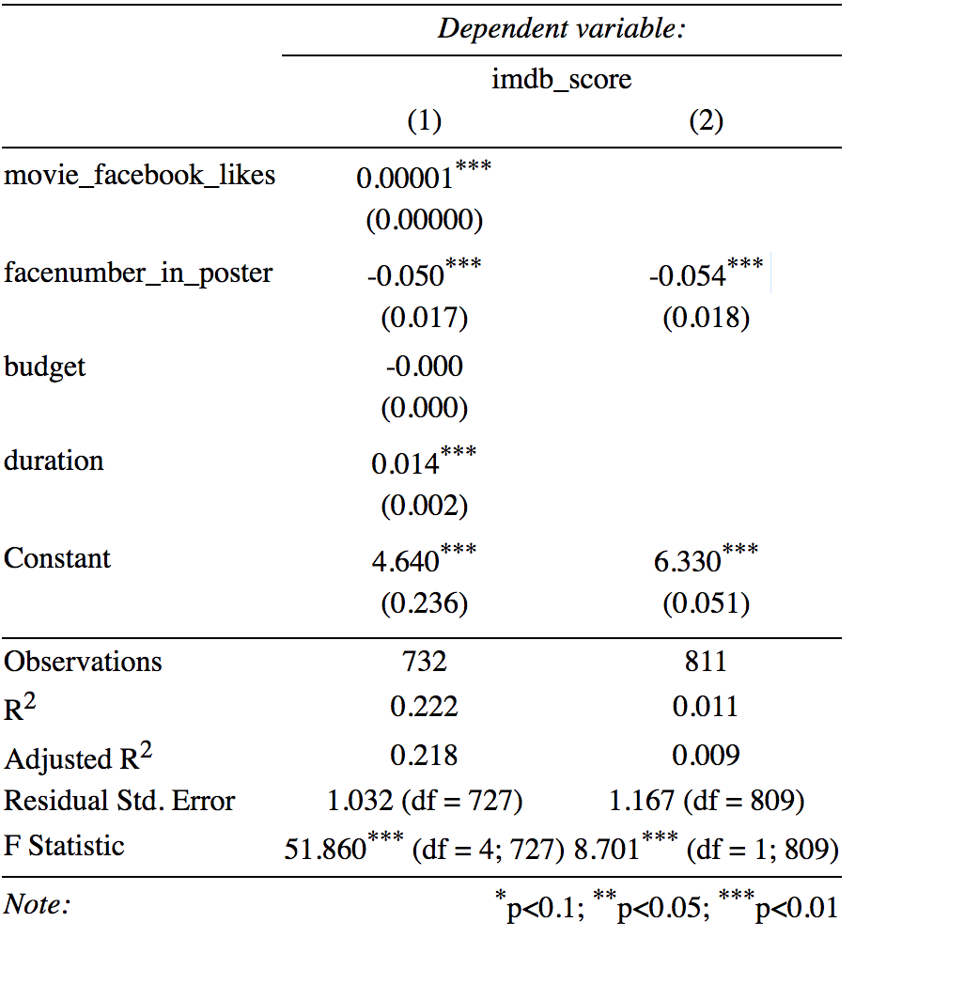 Dependent variable:
imdb_score
(1) (2)
movie_facebook_likes 0.00001***
(0.00000)
facenumber_in_poster -0.050*** -0.054***
(0.017) (0.018)
budget -0.000
(0.000)
duration 0.014***
(0.002)
Constant 4.640*** 6.330***
(0.236) (0.051)
Observations 732 811
R2 0.222 0.011
Adjusted R2 0.218 0.009
Residual Std. Error 1.032 (df = 727) 1.167 (df = 809)
F Statistic 51.860*** (df = 4; 727) 8.701*** (df = 1; 809)
Note: *p<0.1; **p<0.05; ***p<0.01